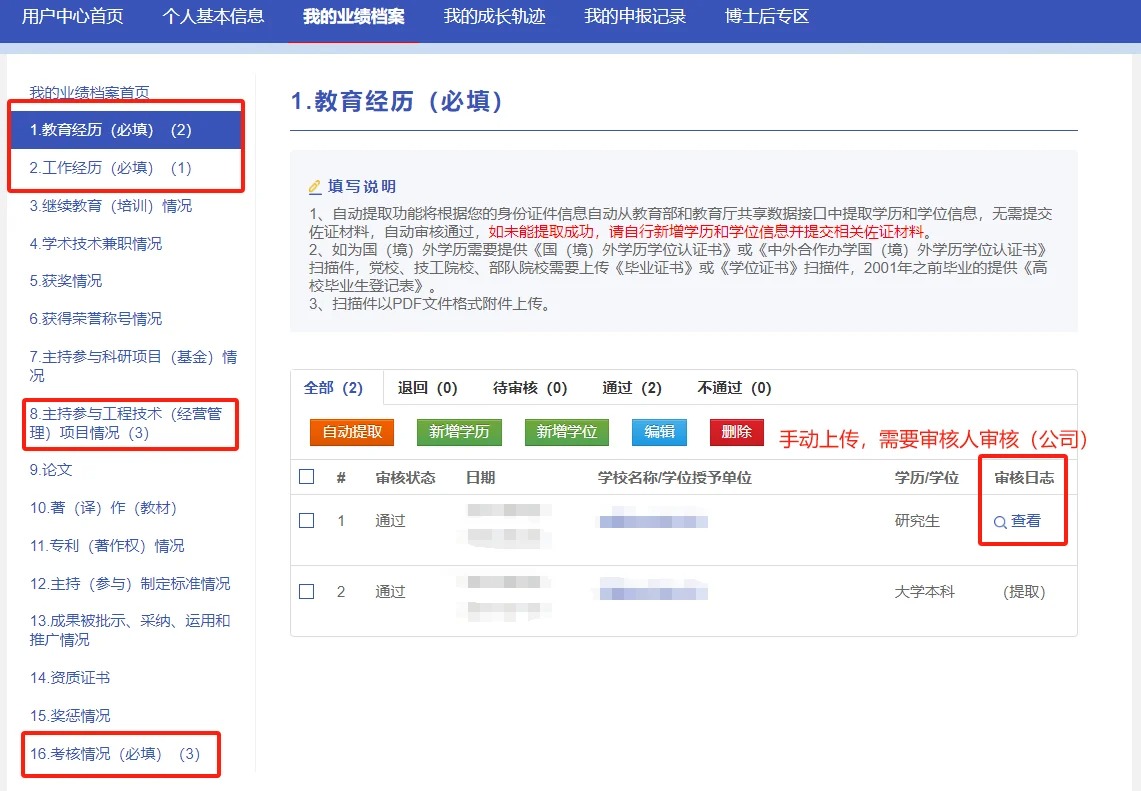 用户中心首页 个人基本信息 我的业绩档案 我的成长轨迹 我的申报记录 博士后专区
我的业绩档案首页
1.教育经历（必填）（2）
2.工作经历（必填）（1）
3.继续教育（培训）情况
4.学术技术兼职情况
5.获奖情况
6.获得荣誉称号情况
7.主持参与科研项目（基金）情
况
8.主持参与工程技术（经营管
理）项目情况（3）
9.论文
10.著（译）作（教材）
11.专利（著作权）情况
12.主持（参与）制定标准情况
13.成果被批示、采纳、运用和
推广情况
14.资质证书
15.奖惩情况
16.考核情况（必填）（3）
1.教育经历（必填）
填写说明
1、自动提取功能将根据您的身份证件信息自动从教育部和教育厅共享数据接口中提取学历和学位信息，无需提交
佐证材料，自动审核通过，如未能提取成功，请自行新增学历和学位信息并提交相关佐证材料。
2、如为国（境）外学历需要提供《国（境）外学历学位认证书》或《中外合作办学国（境）外学历学位认证书》
扫描件，党校、技工院校、部队院校需要上传《毕业证书》或《学位证书》扫描件，2001年之前毕业的提供《高
校毕业生登记表》。
3、扫描件以PDF文件格式附件上传。
全部（2） 退回（0） 待审核（0） 通过（2） 不通过（0）
自动提取 新增学历 新增学位 编辑 删除 手动上传，需要审核人审核（公司）
# 审核状态 日期 学校名称/学位授予单位 学历/学位 审核日志
1 通过 研究生 查看
2 通过 大学本科 （提取）